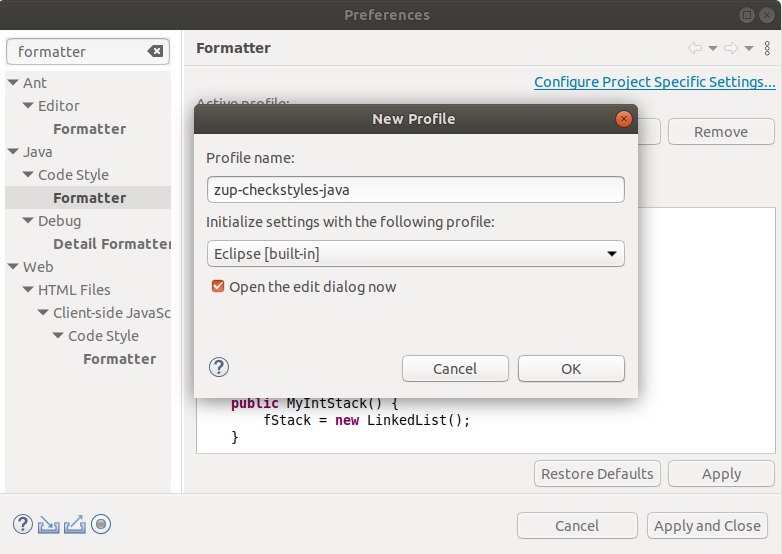 Preferences
formatter
Formatter
Ant
Editor
Formatter
Java
Code Style
Formatter
Debug
Detail Formatter
Web
HTML Files
Client-side JavaSc
Code Style
Formatter
Configure Project Specific Settings...
Active profile:
Remove
New Profile
Profile name:
zup-checkstyles-java
Initialize settings with the following profile:
Eclipse [built-in]
Open the edit dialog now
Cancel
OK
public MyIntStack() {
fStack = new LinkedList();
}
Restore Defaults
Apply
Cancel
Apply and Close